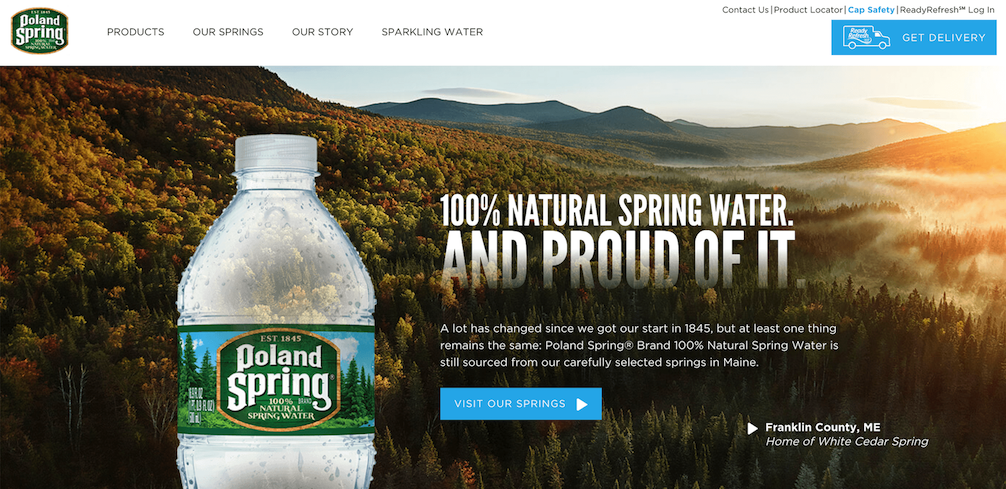 Contact Us | Product Locator | Cap Safety | ReadyRefresh℠ Log In
EST. 1845
Poland
Spring
100%
NATURAL
SPRING WATER
PRODUCTS OUR SPRINGS OUR STORY SPARKLING WATER
Ready
Refresh
GET DELIVERY
100% NATURAL SPRING WATER.
AND PROUD OF IT.
A lot has changed since we got our start in 1845, but at least one thing
remains the same: Poland Spring® Brand 100% Natural Spring Water is
still sourced from our carefully selected springs in Maine.
VISIT OUR SPRINGS
Franklin County, ME
Home of White Cedar Spring
EST. 1845
Poland
Spring®
100% BRAND
NATURAL
SPRING WATER